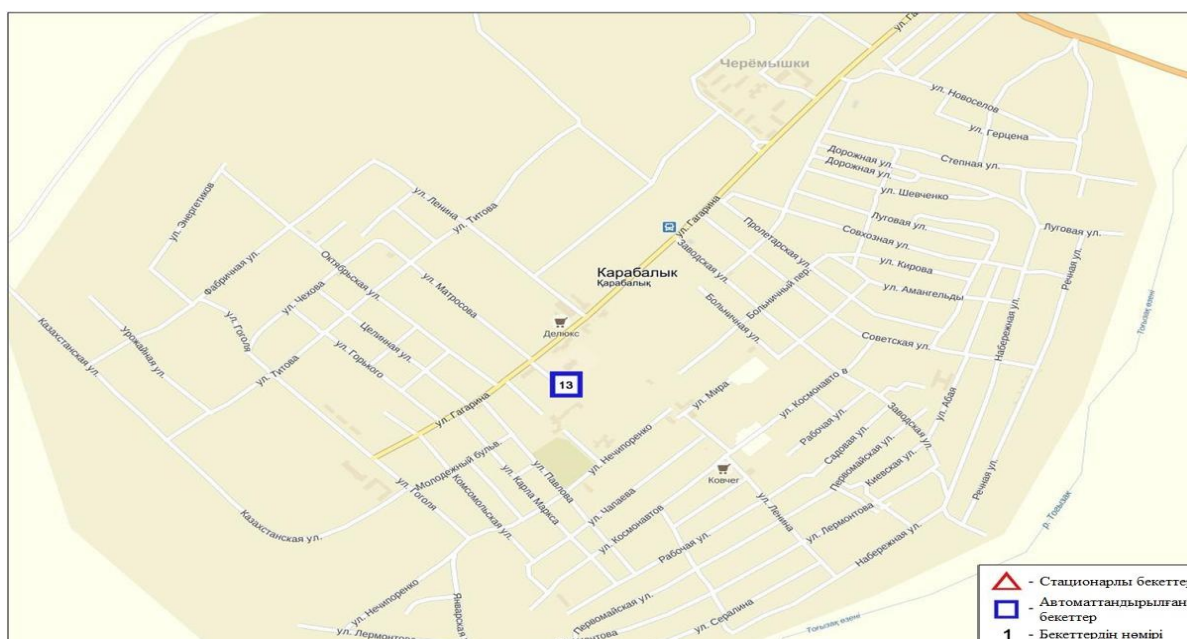 ул. Гагарина
Черёмышки
ул. Новоселов
ул. Герцена
Дорожная ул.
Дорожная ул.
Степная ул.
ул. Энергетиков
ул. Ленина
ул. Титова
ул. Шевченко
Луговая ул.
Луговая ул.
ул. Гагарина
Пролетарская ул.
Совхозная ул.
Заводская ул.
Октябрьская ул.
Фабричная ул.
ул. Кирова
Речная ул.
Карабалык
Қарабалық
Больничный пер.
ул. Чехова
ул. Матросова
ул. Амангельды
Больничная ул.
Казахстанская ул.
Урожайная ул.
ул. Гоголя
Целинная ул.
Делюкс
Советская ул.
Набережная ул.
Тоғызақ өзені
ул. Горького
ул. Титова
13
ул. Мира
ул. Космонавтов
ул. Абая
ул. Гагарина
Рабочая ул.
Заводская ул.
Садовая ул.
ул. Нечипоренко
Молодежный бульв.
ул. Павлова
Первомайская ул.
Киевская ул.
Ковчег
Речная ул.
ул. Гоголя
ул. Карла Маркса
ул. Чапаева
Комсомольская ул.
ул. Космонавтов
ул. Ленина
ул. Лермонтова
р. Тогызак
Казахстанская ул.
Рабочая ул.
Набережная ул.
ул. Нечипоренко
Январская ул.
Первомайская ул.
ул. Сералина
Тоғызақ өзені
ул. Лермонтова
- Стационарлы бекеттер
- Автоматтандырылған
бекеттер
1 - Бекеттердің нөмірі